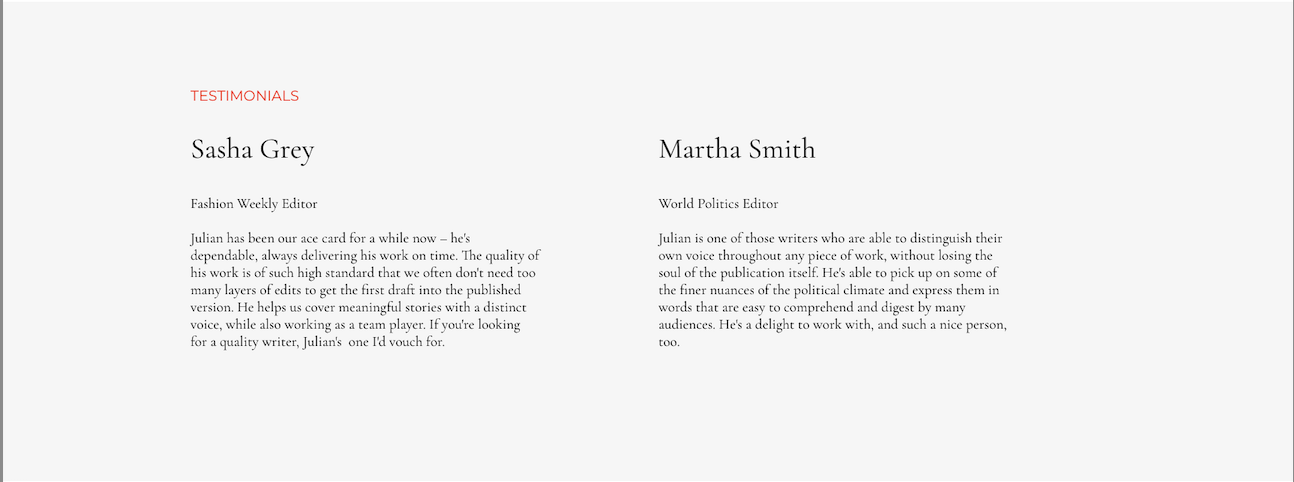 TESTIMONIALS
Sasha Grey
Fashion Weekly Editor
Julian has been our ace card for a while now – he's
dependable, always delivering his work on time. The quality of
his work is of such high standard that we often don't need too
many layers of edits to get the first draft into the published
version. He helps us cover meaningful stories with a distinct
voice, while also working as a team player. If you're looking
for a quality writer, Julian's  one I'd vouch for.
Martha Smith
World Politics Editor
Julian is one of those writers who are able to distinguish their
own voice throughout any piece of work, without losing the
soul of the publication itself. He's able to pick up on some of
the finer nuances of the political climate and express them in
words that are easy to comprehend and digest by many
audiences. He's a delight to work with, and such a nice person,
too.